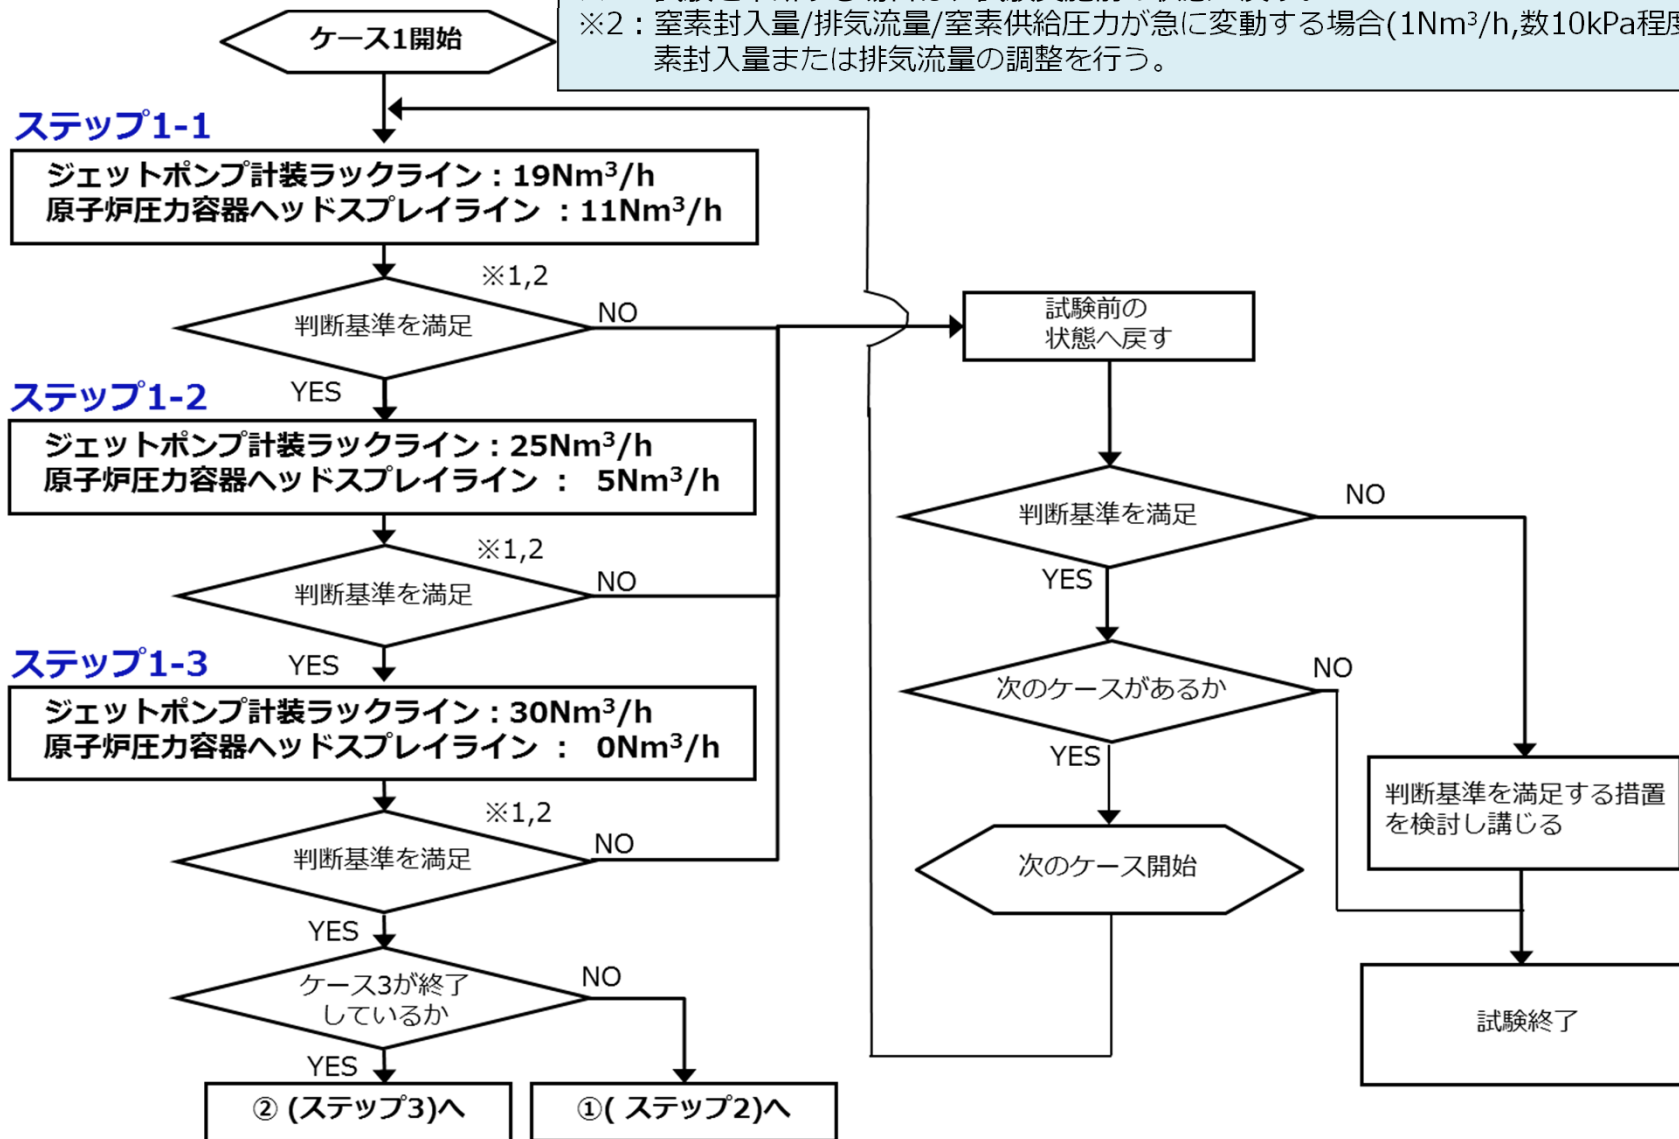 ※2：窒素封入量/排気流量/窒素供給圧力が急に変動する場合(1Nm³/h,数10kPa程度
素封入量または排気流量の調整を行う。
ケース1開始
ステップ1-1
ジェットポンプ計装ラックライン：19Nm³/h
原子炉圧力容器ヘッドスプレイライン ：11Nm³/h
※1,2
判断基準を満足
NO
YES
ステップ1-2
ジェットポンプ計装ラックライン：25Nm³/h
原子炉圧力容器ヘッドスプレイライン ： 5Nm³/h
※1,2
判断基準を満足
NO
YES
ステップ1-3
ジェットポンプ計装ラックライン：30Nm³/h
原子炉圧力容器ヘッドスプレイライン ： 0Nm³/h
※1,2
判断基準を満足
NO
YES
ケース3が終了
しているか
NO
YES
② (ステップ3)へ
①( ステップ2)へ
試験前の
状態へ戻す
判断基準を満足
NO
YES
次のケースがあるか
NO
YES
次のケース開始
判断基準を満足する措置
を検討し講じる
試験終了